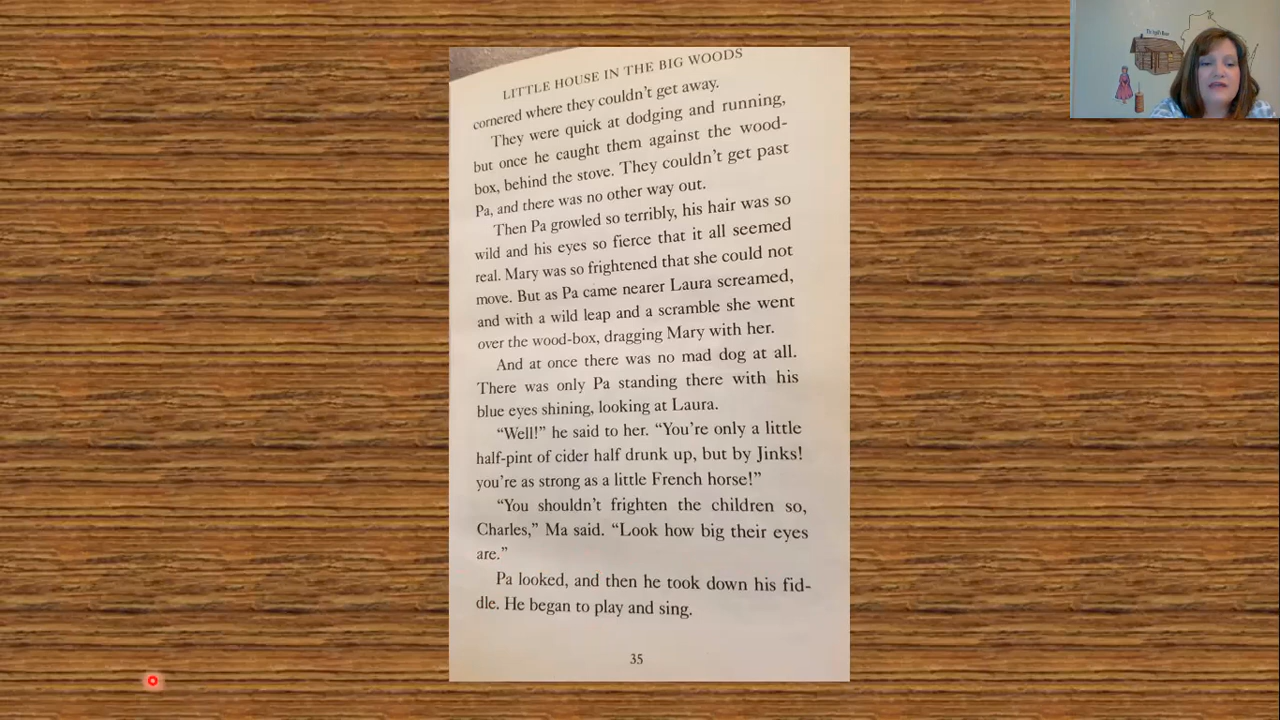 LITTLE HOUSE IN THE BIG WOODS
cornered where they couldn't get away.
They were quick at dodging and running,
but once he caught them against the wood-
box, behind the stove. They couldn't get past
Pa, and there was no other way out.
Then Pa growled so terribly, his hair was so
wild and his eyes so fierce that it all seemed
real. Mary was so frightened that she could not
move. But as Pa came nearer Laura screamed,
and with a wild leap and a scramble she went
over the wood-box, dragging Mary with her.
And at once there was no mad dog at all.
There was only Pa standing there with his
blue eyes shining, looking at Laura.
“Well!” he said to her. “You're only a little
half-pint of cider half drunk up, but by Jinks!
you're as strong as a little French horse!”
“You shouldn't frighten the children so,
Charles,” Ma said. “Look how big their eyes
are.”
Pa looked, and then he took down his fid-
dle. He began to play and sing.
35